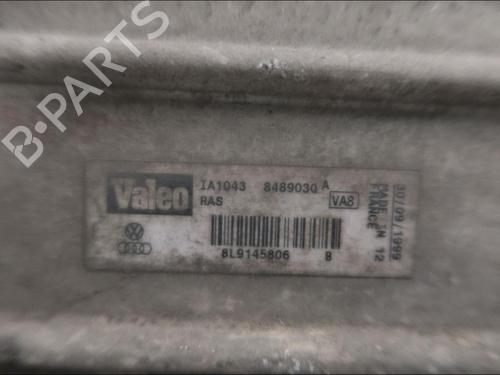 B-PARTS
Valeo
IA1043 8489030 A
RAS VA8
8L9145806 B
MADE IN 12
FRANCE
30/09/1999